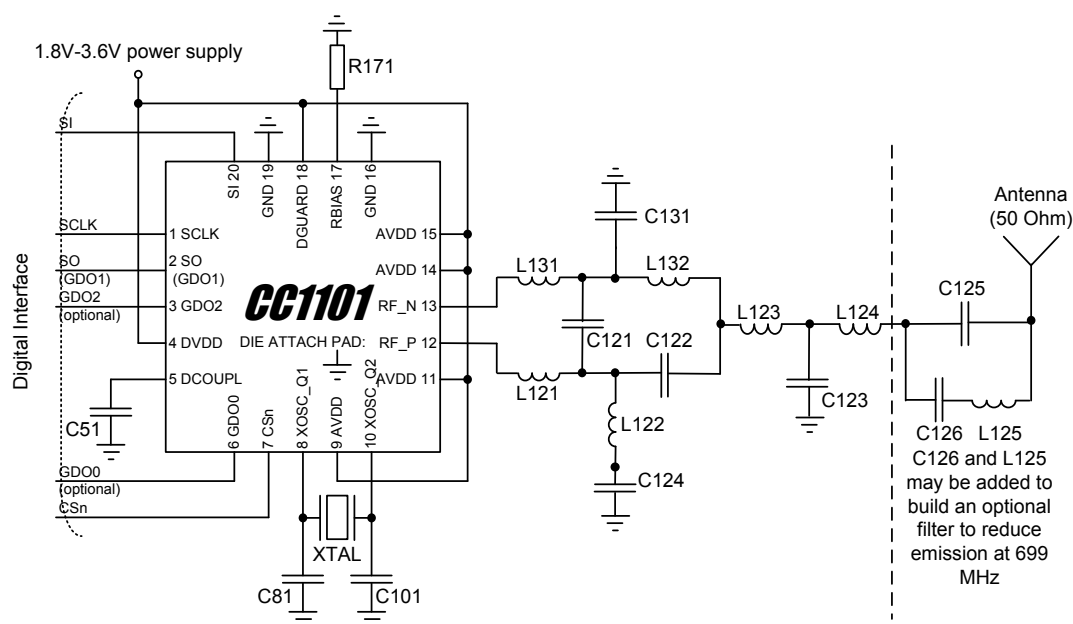 1.8V-3.6V power supply
R171
SI
SI 20
GND 19
DGUARD 18
RBIAS 17
GND 16
Antenna
(50 Ohm)
Digital Interface
SCLK
1 SCLK
AVDD 15
C131
SO
(GDO1)
2 SO
(GDO1)
AVDD 14
L131
L132
C125
GDO2
(optional)
3 GDO2
CC1101
RF_N 13
L123
L124
4 DVDD
DIE ATTACH PAD:
RF_P 12
C121
C122
5 DCOUPL
AVDD 11
L121
C123
C51
6 GDO0
7 CSn
8 XOSC_Q1
9 AVDD
10 XOSC_Q2
L122
C126
L125
GDO0
(optional)
C124
CSn
XTAL
C81
C101
C126 and L125
may be added to
build an optional
filter to reduce
emission at 699
MHz